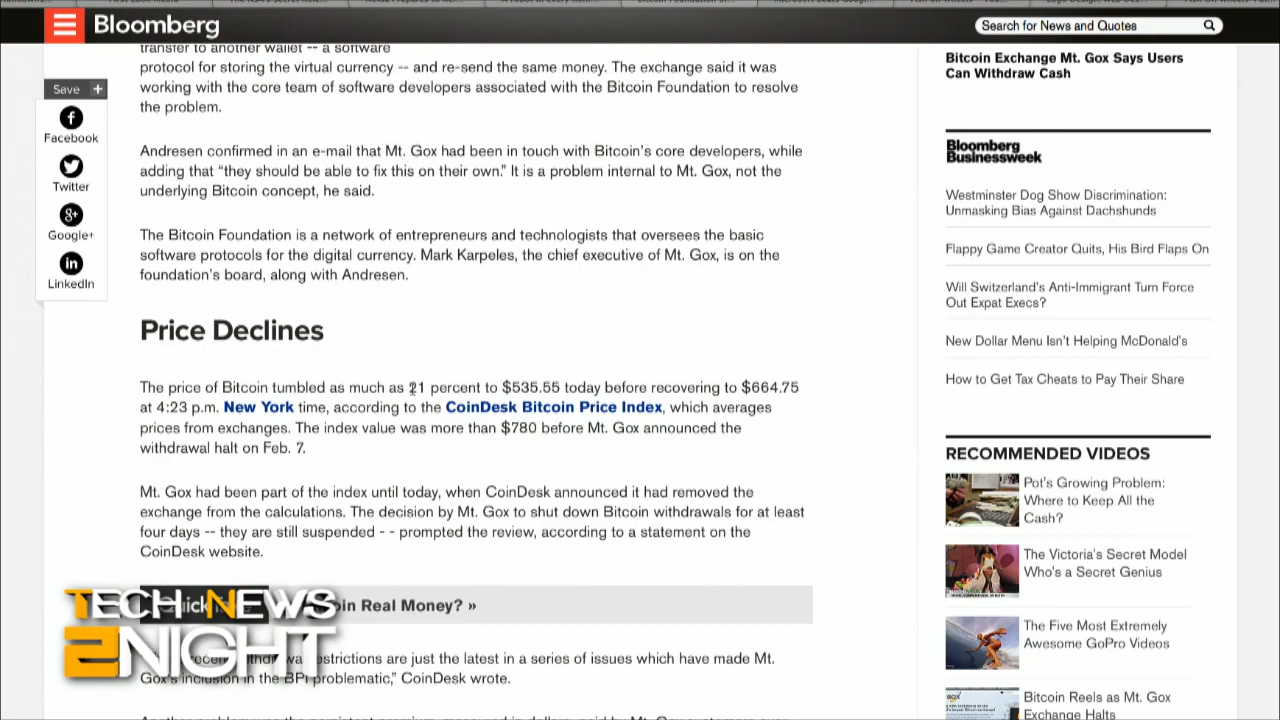 Bloomberg
Search for News and Quotes
transfer to another wallet -- a software
protocol for storing the virtual currency -- and re-send the same money. The exchange said it was
working with the core team of software developers associated with the Bitcoin Foundation to resolve
the problem.
Save +
Facebook
Twitter
Google+
LinkedIn
Andresen confirmed in an e-mail that Mt. Gox had been in touch with Bitcoin's core developers, while
adding that "they should be able to fix this on their own." It is a problem internal to Mt. Gox, not the
underlying Bitcoin concept, he said.
The Bitcoin Foundation is a network of entrepreneurs and technologists that oversees the basic
software protocols for the digital currency. Mark Karpeles, the chief executive of Mt. Gox, is on the
foundation's board, along with Andresen.
Price Declines
The price of Bitcoin tumbled as much as 21 percent to $535.55 today before recovering to $664.75
at 4:23 p.m. New York time, according to the CoinDesk Bitcoin Price Index, which averages
prices from exchanges. The index value was more than $780 before Mt. Gox announced the
withdrawal halt on Feb. 7.
Mt. Gox had been part of the index until today, when CoinDesk announced it had removed the
exchange from the calculations. The decision by Mt. Gox to shut down Bitcoin withdrawals for at least
four days -- they are still suspended - - prompted the review, according to a statement on the
CoinDesk website.
Real Money? »
restrictions are just the latest in a series of issues which have made Mt.
Gox's inclusion in the BPI problematic," CoinDesk wrote.
TECH NEWS
2NIGHT
Bitcoin Exchange Mt. Gox Says Users
Can Withdraw Cash
Bloomberg
Businessweek
Westminster Dog Show Discrimination:
Unmasking Bias Against Dachshunds
Flappy Game Creator Quits, His Bird Flaps On
Will Switzerland's Anti-Immigrant Turn Force
Out Expat Execs?
New Dollar Menu Isn't Helping McDonald's
How to Get Tax Cheats to Pay Their Share
RECOMMENDED VIDEOS
Pot's Growing Problem:
Where to Keep All the
Cash?
The Victoria's Secret Model
Who's a Secret Genius
The Five Most Extremely
Awesome GoPro Videos
Bitcoin Reels as Mt. Gox
Exchange Halts